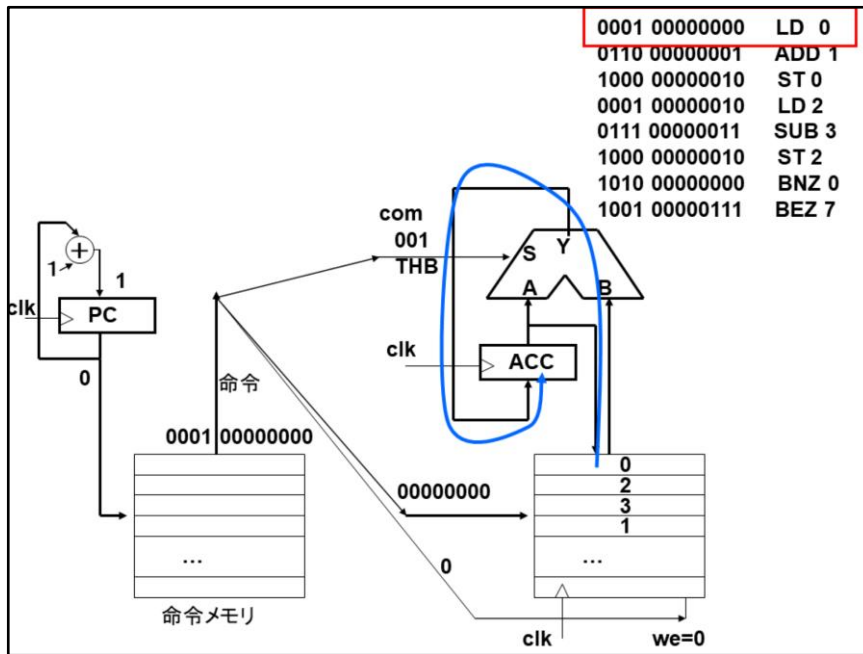 0001 00000000 LD 0
0110 00000001 ADD 1
1000 00000010 ST 0
0001 00000010 LD 2
0111 00000011 SUB 3
1000 00000010 ST 2
1010 00000000 BNZ 0
1001 00000111 BEZ 7
com
001
THB
S Y
A B
+
1
1
clk
PC
0
clk
ACC
命令
0001 00000000
00000000
0
0
2
3
1
...
...
命令メモリ
clk
we=0